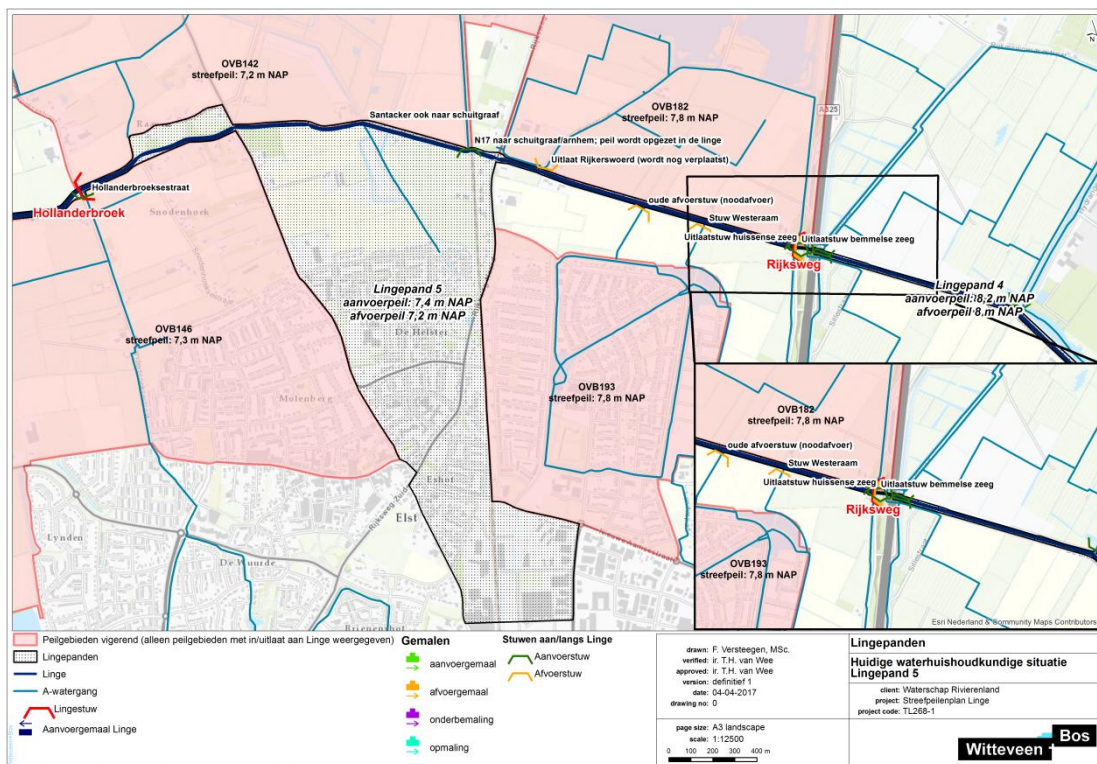 OVB142
streefpeil: 7,2 m NAP
Santacker ook naar schuitgraaf
N17 naar schuitgraaf/arnhem; peil wordt opgezet in de linge
Uitlaat Rijkerswoerd (wordt nog verplaatst)
OVB182
streefpeil: 7,8 m NAP
A325
N
Hollanderbroeksestraat
Hollanderbroek
Snodenhoek
oude afvoerstuw (noodafvoer)
Stuw Westeraam
Uitlaatstuw huissense zeeg
Uitlaatstuw bemmelse zeeg
Rijksweg
Lingepand 4
aanvoerpeil: 8,2 m NAP
afvoerpeil 8 m NAP
Lingepand 5
aanvoerpeil: 7,4 m NAP
afvoerpeil 7,2 m NAP
De Helster
OVB146
streefpeil: 7,3 m NAP
Molenberg
OVB193
streefpeil: 7,8 m NAP
Eshof
Elst
Rijksweg Zuid
Lynden
De Wuurde
Brienenshof
OVB182
streefpeil: 7,8 m NAP
oude afvoerstuw (noodafvoer)
Stuw Westeraam
Uitlaatstuw huissense zeeg
Uitlaatstuw bemmelse zeeg
Rijksweg
OVB193
streefpeil: 7,8 m NAP
Esri Nederland & Community Maps Contributors
Peilgebieden vigerend (alleen peilgebieden met in/uitlaat aan Linge weergegeven)
Lingepanden
Linge
A-watergang
Lingestuw
Aanvoergemaal Linge
Gemalen
aanvoergemaal
afvoergemaal
onderbemaling
opmaling
Stuwen aan/langs Linge
Aanvoerstuw
Afvoerstuw
drawn: F. Versteegen, MSc.
verified: ir. T.H. van Wee
approved: ir. T.H. van Wee
version: definitief 1
date: 04-04-2017
drawing no: 0
page size: A3 landscape
scale: 1:12500
0 100 200 300 400 m
Lingepanden
Huidige waterhuishoudkundige situatie
Lingepand 5
client: Waterschap Rivierenland
project: Streefpeilenplan Linge
project code: TL268-1
Witteveen + Bos